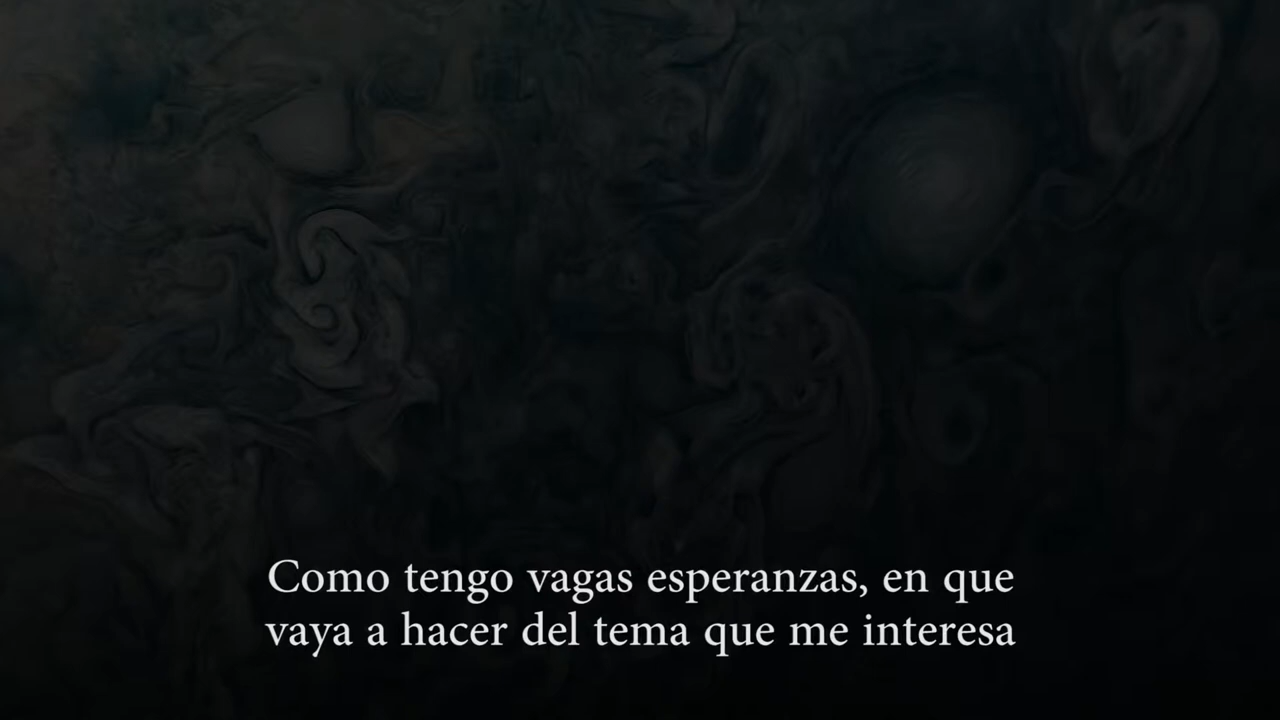 Como tengo vagas esperanzas, en que
vaya a hacer del tema que me interesa